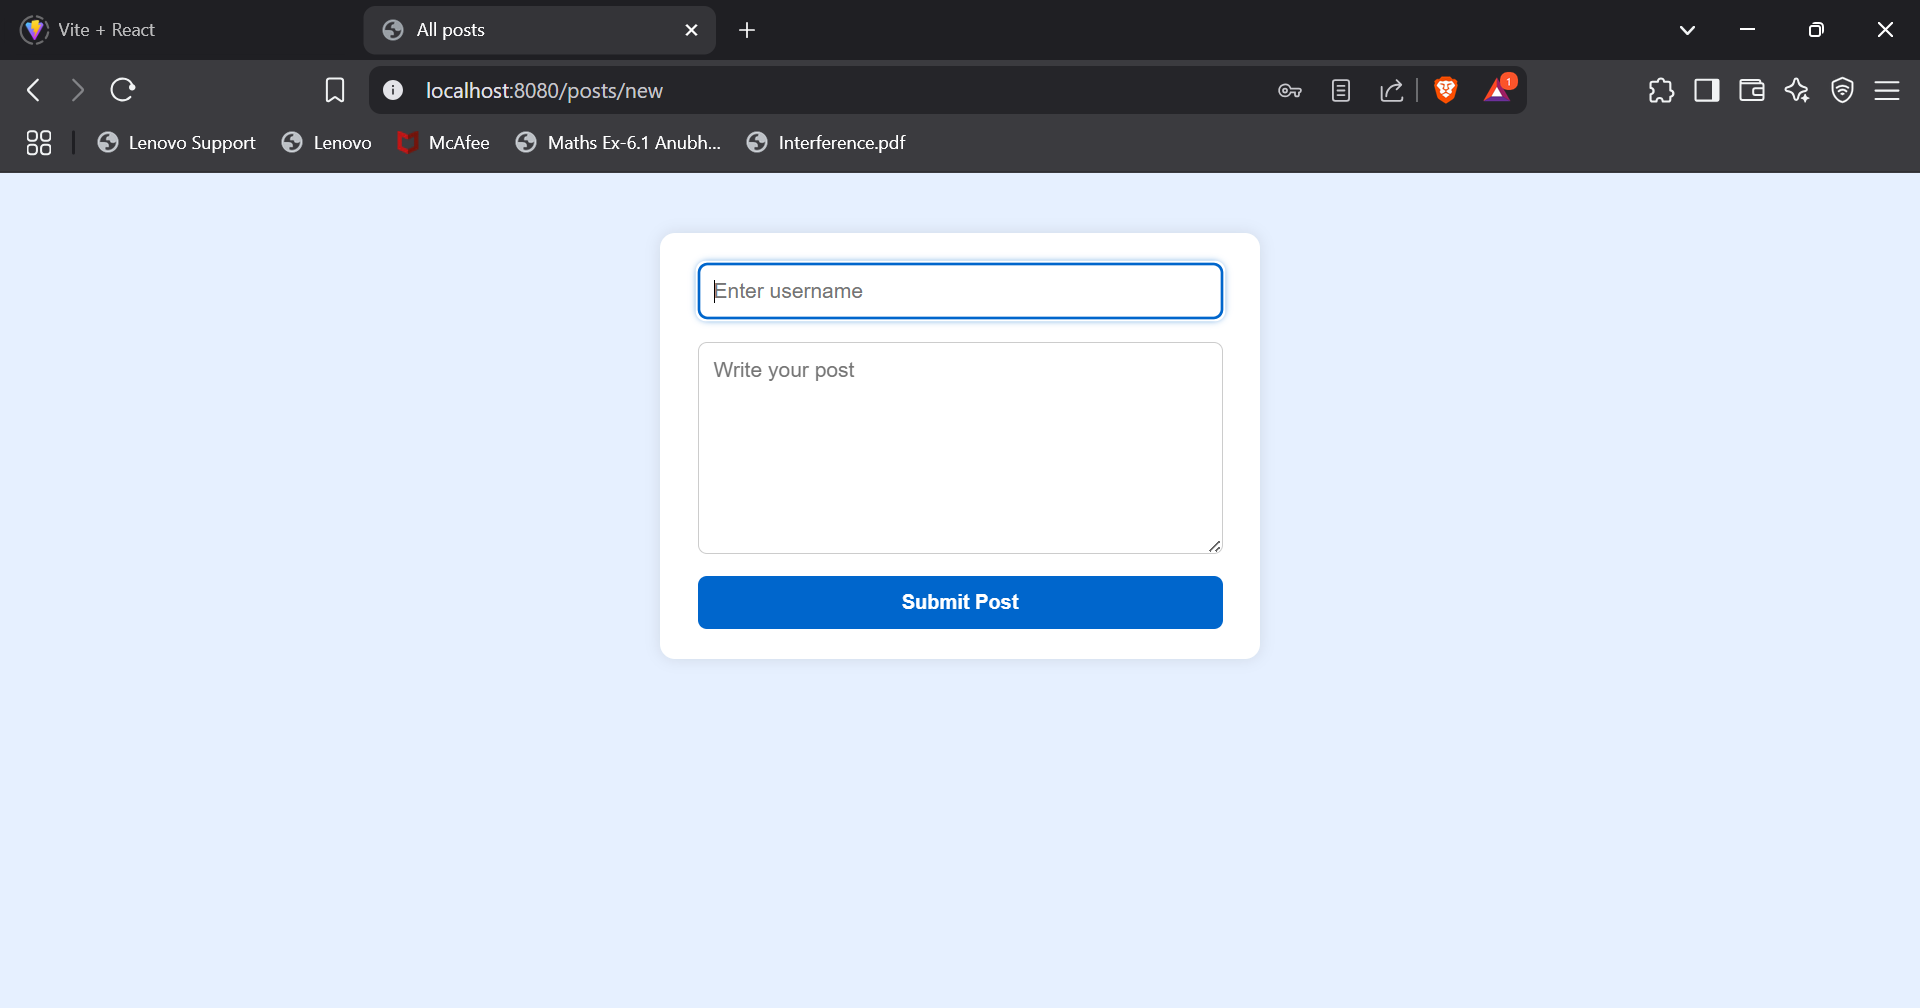 Vite + React
All posts
localhost:8080/posts/new
1
Lenovo Support
Lenovo
McAfee
Maths Ex-6.1 Anubh...
Interference.pdf
Enter username
Write your post
Submit Post